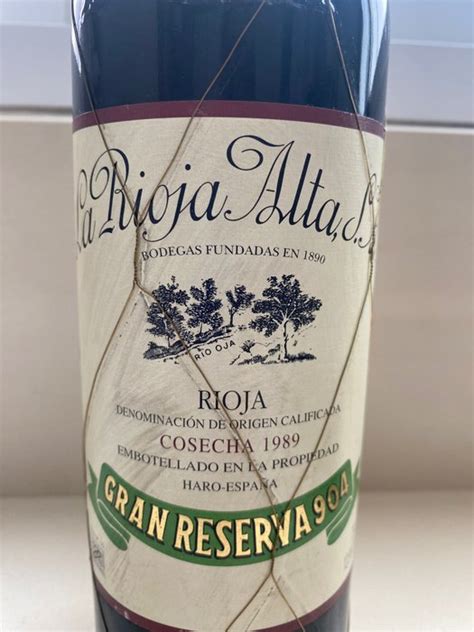 La Rioja Alta, S.
BODEGAS FUNDADAS EN 1890
RIO OJA
RIOJA
DENOMINACIÓN DE ORIGEN CALIFICADA
COSECHA 1989
EMBOTELLADO EN LA PROPIEDAD
HARO-ESPAÑA
GRAN RESERVA 904